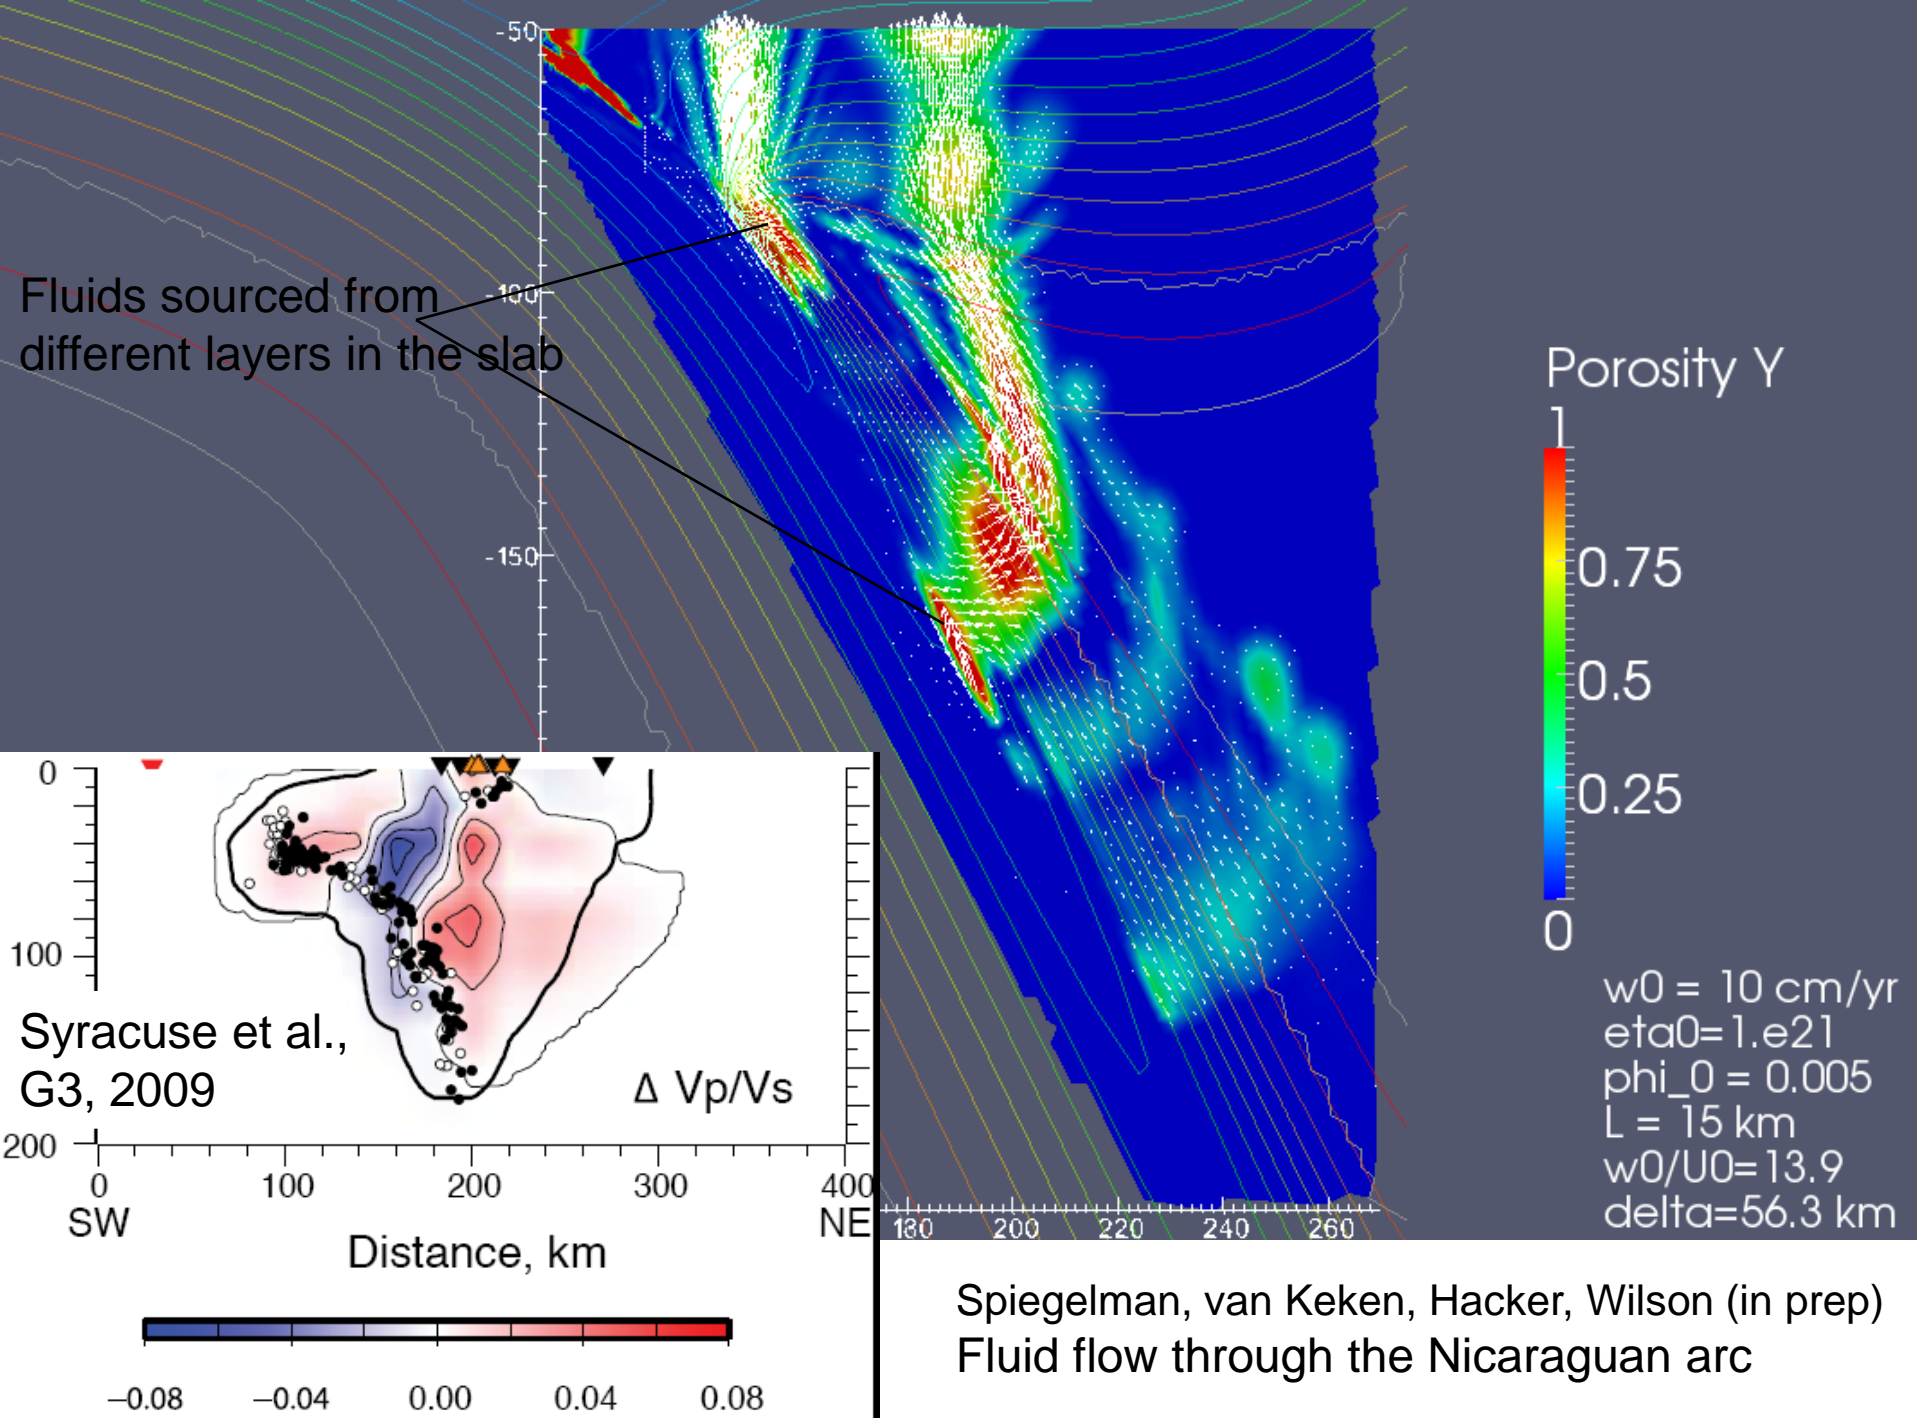 -50
Fluids sourced from
different layers in the slab
-100
-150
Porosity Y
1
0.75
0.5
0.25
0
w0 = 10 cm/yr
eta0=1.e21
phi_0 = 0.005
L = 15 km
w0/U0=13.9
delta=56.3 km
180 200 220 240 260
0
100
200
Syracuse et al.,
G3, 2009
Δ Vp/Vs
0 100 200 300 400
SW NE
Distance, km
−0.08 −0.04 0.00 0.04 0.08
Spiegelman, van Keken, Hacker, Wilson (in prep)
Fluid flow through the Nicaraguan arc